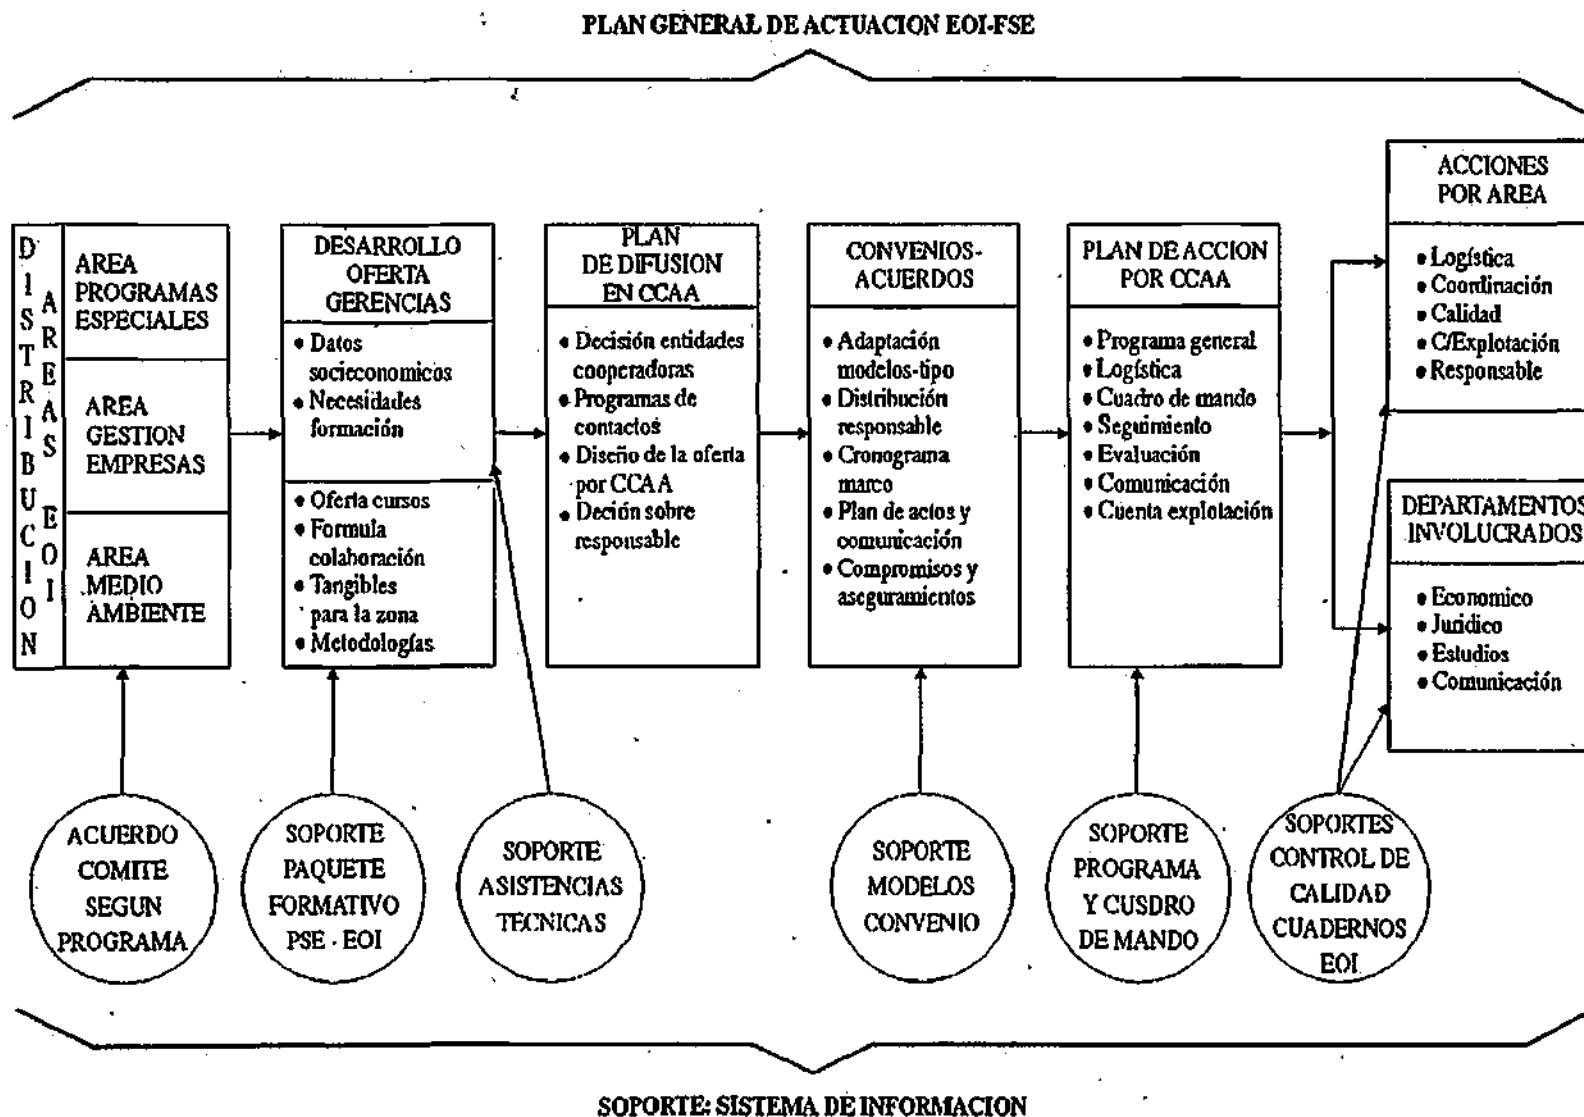 PLAN GENERAL DE ACTUACION EOI-FSE
DISTRIBUCION
AREAS EOI
AREA
PROGRAMAS
ESPECIALES
AREA
GESTION
EMPRESAS
AREA
MEDIO
AMBIENTE
DESARROLLO
OFERTA
GERENCIAS
• Datos
socieconomicos
• Necesidades
formación
• Oferta cursos
• Formula
colaboración
• Tangibles
para la zona
• Metodologías
PLAN
DE DIFUSION
EN CCAA
• Decisión entidades
cooperadoras
• Programas de
contactos
• Diseño de la oferta
por CCAA
• Deción sobre
responsable
CONVENIOS-
ACUERDOS
• Adaptación
modelos-tipo
• Distribución
responsable
• Cronograma
marco
• Plan de actos y
comunicación
• Compromisos y
aseguramientos
PLAN DE ACCION
POR CCAA
• Programa general
• Logística
• Cuadro de mando
• Seguimiento
• Evaluación
• Comunicación
• Cuenta explotación
ACCIONES
POR AREA
• Logística
• Coordinación
• Calidad
• C/Explotación
• Responsable
DEPARTAMENTOS
INVOLUCRADOS
• Economico
• Juridico
• Estudios
• Comunicación
ACUERDO
COMITE
SEGUN
PROGRAMA
SOPORTE
PAQUETE
FORMATIVO
PSE - EOI
SOPORTE
ASISTENCIAS
TECNICAS
SOPORTE
MODELOS
CONVENIO
SOPORTE
PROGRAMA
Y CUSDRO
DE MANDO
SOPORTES
CONTROL DE
CALIDAD
CUADERNOS
EOI
SOPORTE: SISTEMA DE INFORMACION